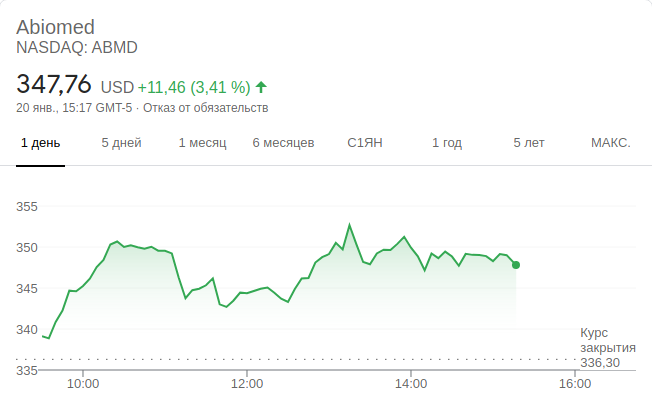 Abiomed
NASDAQ: ABMD
347,76 USD +11,46 (3,41 %)
20 янв., 15:17 GMT-5 · Отказ от обязательств
1 день 5 дней 1 месяц 6 месяцев С1ЯН 1 год 5 лет МАКС.
355
350
345
340
335
Курс
закрытия
336,30
10:00 12:00 14:00 16:00